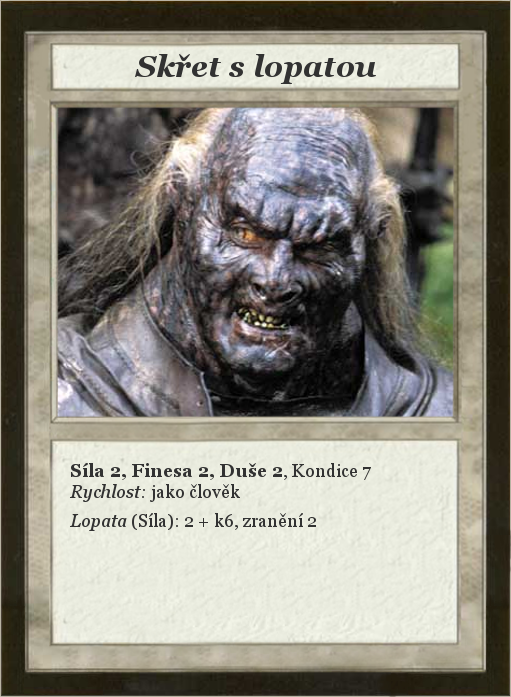 Skřet s lopatou
Síla 2, Finesa 2, Duše 2, Kondice 7
Rychlost: jako člověk
Lopata (Síla): 2 + k6, zranění 2